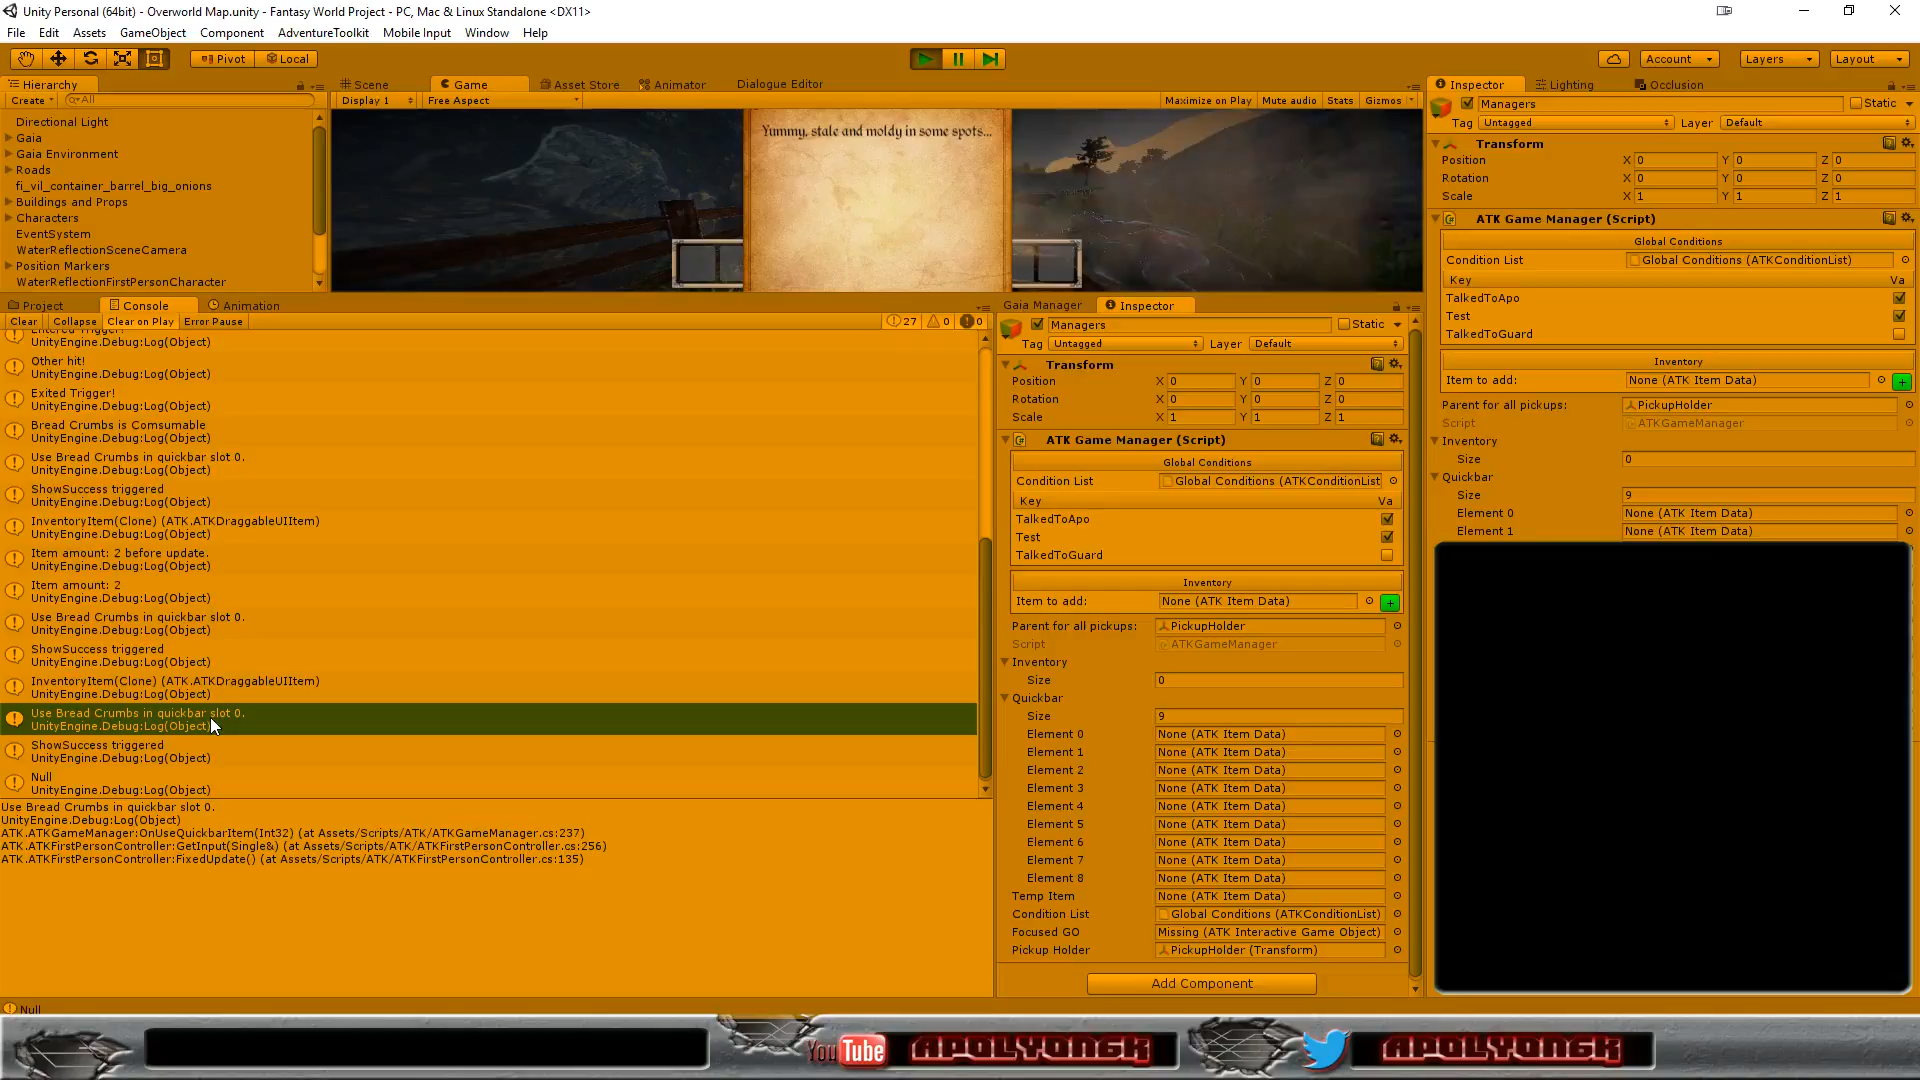 Unity Personal (64bit) - Overworld Map.unity - Fantasy World Project - PC, Mac & Linux Standalone <DX11>
File Edit Assets GameObject Component AdventureToolkit Mobile Input Window Help
Pivot Local Account Layers Layout
Hierarchy
Create All
Directional Light
Gaia
Gaia Environment
Roads
fi_vil_container_barrel_big_onions
Buildings and Props
Characters
EventSystem
WaterReflectionSceneCamera
Position Markers
WaterReflectionFirstPersonCharacter
Scene Game Asset Store Animator Dialogue Editor
Display 1 Free Aspect Maximize on Play Mute audio Stats Gizmos
Yummy, stale and moldy in some spots...
Project Console Animation
Clear Collapse Clear on Play Error Pause 27 0 0
Entered Trigger!
UnityEngine.Debug:Log(Object)
Other hit!
UnityEngine.Debug:Log(Object)
Exited Trigger!
UnityEngine.Debug:Log(Object)
Bread Crumbs is Comsumable
UnityEngine.Debug:Log(Object)
Use Bread Crumbs in quickbar slot 0.
UnityEngine.Debug:Log(Object)
ShowSuccess triggered
UnityEngine.Debug:Log(Object)
InventoryItem(Clone) (ATK.ATKDraggableUIItem)
UnityEngine.Debug:Log(Object)
Item amount: 2 before update.
UnityEngine.Debug:Log(Object)
Item amount: 2
UnityEngine.Debug:Log(Object)
Use Bread Crumbs in quickbar slot 0.
UnityEngine.Debug:Log(Object)
ShowSuccess triggered
UnityEngine.Debug:Log(Object)
InventoryItem(Clone) (ATK.ATKDraggableUIItem)
UnityEngine.Debug:Log(Object)
Use Bread Crumbs in quickbar slot 0.
UnityEngine.Debug:Log(Object)
ShowSuccess triggered
UnityEngine.Debug:Log(Object)
Null
UnityEngine.Debug:Log(Object)
Use Bread Crumbs in quickbar slot 0.
UnityEngine.Debug:Log(Object)
ATK.ATKGameManager:OnUseQuickbarItem(Int32) (at Assets/Scripts/ATK/ATKGameManager.cs:237)
ATK.ATKFirstPersonController:GetInput(Single&) (at Assets/Scripts/ATK/ATKFirstPersonController.cs:256)
ATK.ATKFirstPersonController:FixedUpdate() (at Assets/Scripts/ATK/ATKFirstPersonController.cs:135)
Null
Gaia Manager Inspector
Managers Static
Tag Untagged Layer Default
Transform
Position X 0 Y 0 Z 0
Rotation X 0 Y 0 Z 0
Scale X 1 Y 1 Z 1
ATK Game Manager (Script)
Global Conditions
Condition List Global Conditions (ATKConditionList
Key Va
TalkedToApo
Test
TalkedToGuard
Inventory
Item to add: None (ATK Item Data)
Parent for all pickups: PickupHolder
Script ATKGameManager
Inventory
Size 0
Quickbar
Size 9
Element 0 None (ATK Item Data)
Element 1 None (ATK Item Data)
Element 2 None (ATK Item Data)
Element 3 None (ATK Item Data)
Element 4 None (ATK Item Data)
Element 5 None (ATK Item Data)
Element 6 None (ATK Item Data)
Element 7 None (ATK Item Data)
Element 8 None (ATK Item Data)
Temp Item None (ATK Item Data)
Condition List Global Conditions (ATKConditionList)
Focused GO Missing (ATK Interactive Game Object)
Pickup Holder PickupHolder (Transform)
Add Component
Inspector Lighting Occlusion
Managers Static
Tag Untagged Layer Default
Transform
Position X 0 Y 0 Z 0
Rotation X 0 Y 0 Z 0
Scale X 1 Y 1 Z 1
ATK Game Manager (Script)
Global Conditions
Condition List Global Conditions (ATKConditionList)
Key Va
TalkedToApo
Test
TalkedToGuard
Inventory
Item to add: None (ATK Item Data)
Parent for all pickups: PickupHolder
Script ATKGameManager
Inventory
Size 0
Quickbar
Size 9
Element 0 None (ATK Item Data)
Element 1 None (ATK Item Data)
YouTube APOLYONGK APOLYONGK